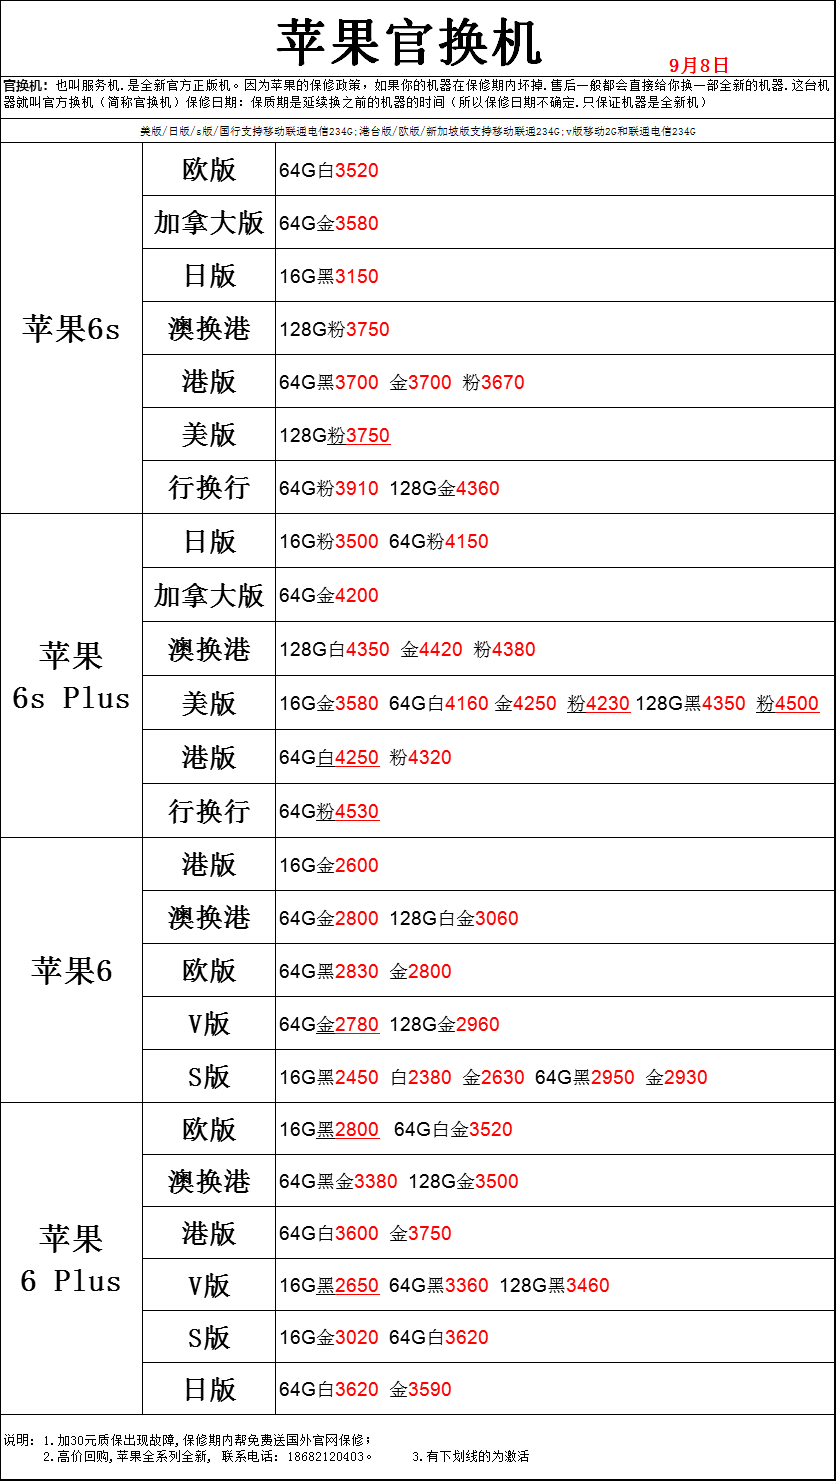 苹果官换机
9月8日
官换机：也叫服务机.是全新官方正版机。因为苹果的保修政策，如果你的机器在保修期内坏掉.售后一般都会直接给你换一部全新的机器.这台机
器就叫官方换机（简称官换机）保修日期：保质期是延续换之前的机器的时间（所以保修日期不确定.只保证机器是全新机）
美版/日版/s版/国行支持移动联通电信234G;港台版/欧版/新加坡版支持移动联通234G;v版移动2G和联通电信234G
苹果6s
欧版 64G白3520
加拿大版 64G金3580
日版 16G黑3150
澳换港 128G粉3750
港版 64G黑3700 金3700 粉3670
美版 128G粉3750
行换行 64G粉3910 128G金4360
苹果
6s Plus
日版 16G粉3500 64G粉4150
加拿大版 64G金4200
澳换港 128G白4350 金4420 粉4380
美版 16G金3580 64G白4160 金4250 粉4230 128G黑4350 粉4500
港版 64G白4250 粉4320
行换行 64G粉4530
苹果6
港版 16G金2600
澳换港 64G金2800 128G白金3060
欧版 64G黑2830 金2800
V版 64G金2780 128G金2960
S版 16G黑2450 白2380 金2630 64G黑2950 金2930
苹果
6 Plus
欧版 16G黑2800 64G白金3520
澳换港 64G黑金3380 128G金3500
港版 64G白3600 金3750
V版 16G黑2650 64G黑3360 128G黑3460
S版 16G金3020 64G白3620
日版 64G白3620 金3590
说明: 1.加30元质保出现故障,保修期内帮免费送国外官网保修;
2.高价回购,苹果全系列全新, 联系电话: 18682120403。 3.有下划线的为激活